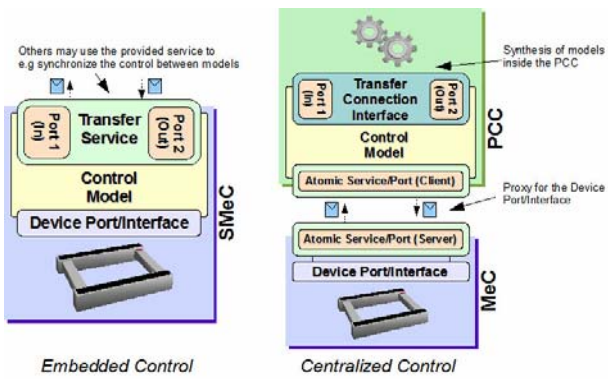 Others may use the provided service to
e.g synchronize the control between models
Port 1
(In)
Transfer
Service
Port 2
(Out)
Control
Model
Device Port/Interface
SMeC
Embedded Control
Synthesis of models
inside the PCC
Port 1
(In)
Transfer
Connection
Interface
Port 2
(Out)
Control
Model
PCC
Atomic Service/Port (Client)
Proxy for the Device
Port/Interface
Atomic Service/Port (Server)
Device Port/Interface
MeC
Centralized Control